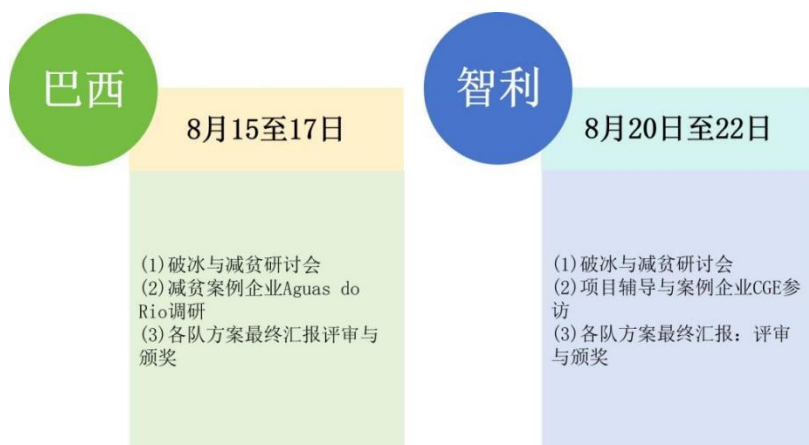 巴西
8月15至17日
(1)破冰与减贫研讨会
(2)减贫案例企业Aguas do
Rio调研
(3)各队方案最终汇报评审与
颁奖
智利
8月20日至22日
(1)破冰与减贫研讨会
(2)项目辅导与案例企业CGE参
访
(3)各队方案最终汇报：评审
与颁奖